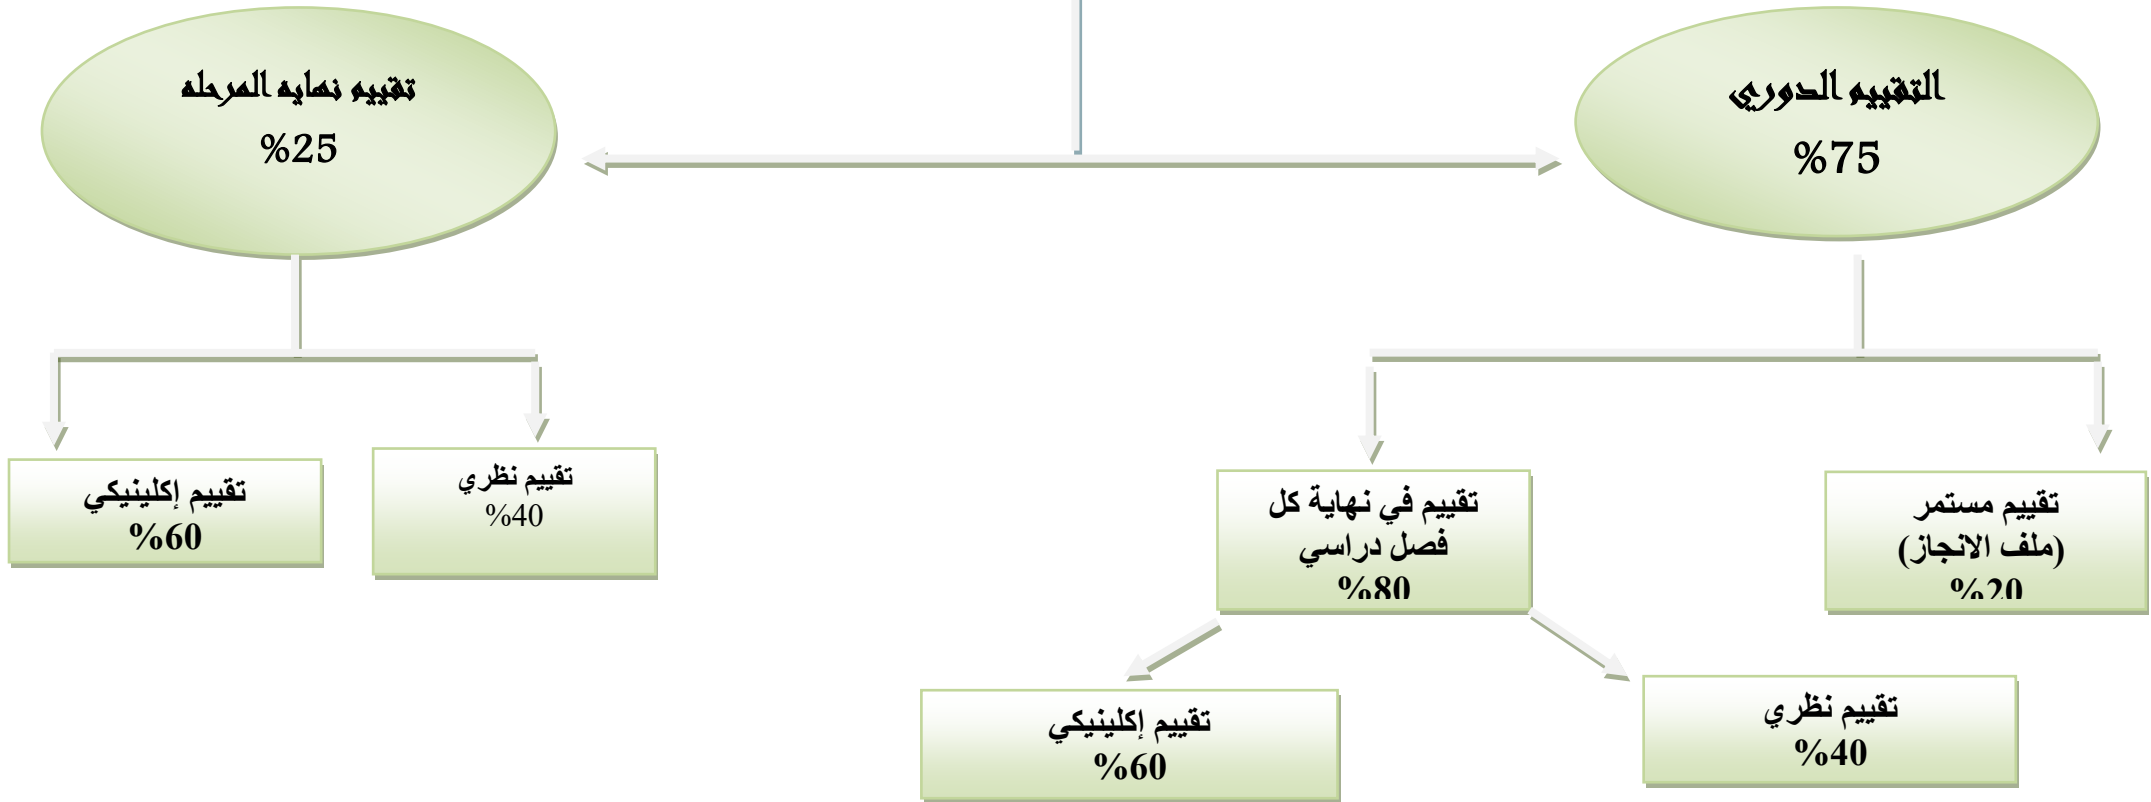 التقييم الدوري
%75
تقييم نهايه المرحله
%25
تقييم مستمر
(ملف الانجاز)
%20
تقييم في نهاية كل
فصل دراسي
%80
تقييم نظري
%40
تقييم إكلينيكي
%60
تقييم نظري
%40
تقييم إكلينيكي
%60